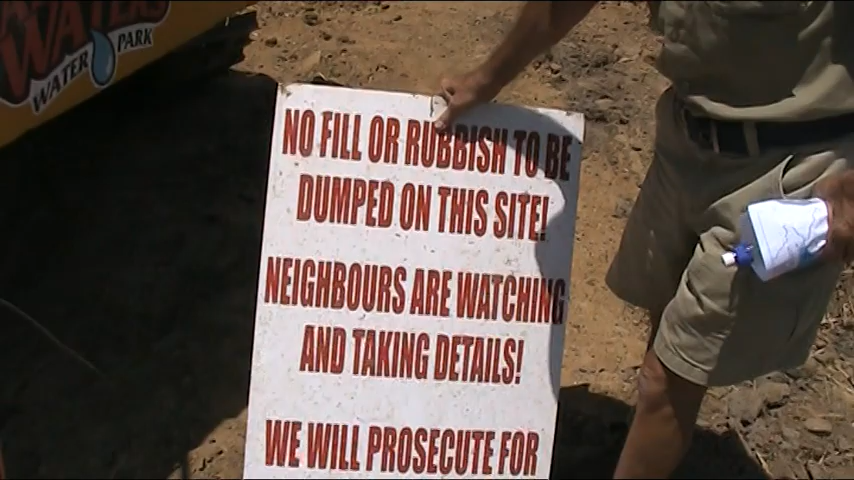 WATERS
WATER PARK
NO FILL OR RUBBISH TO BE
DUMPED ON THIS SITE!
NEIGHBOURS ARE WATCHING
AND TAKING DETAILS!
WE WILL PROSECUTE FOR